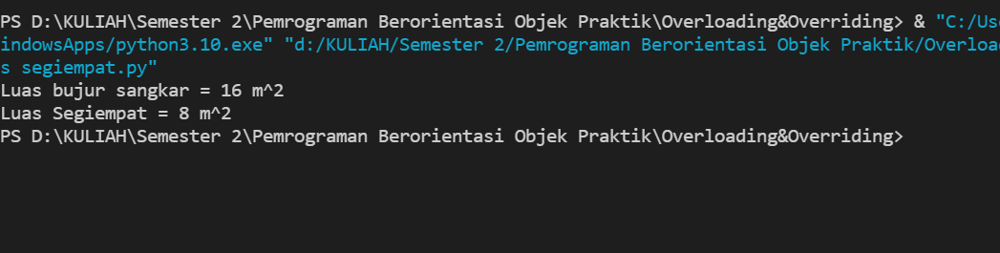 PS D:\KULIAH\Semester 2\Pemrograman Berorientasi Objek Praktik\Overloading&Overriding> & "C:/Us
indowsApps/python3.10.exe" "d:/KULIAH/Semester 2/Pemrograman Berorientasi Objek Praktik/Overloa
s segiempat.py"
Luas bujur sangkar = 16 m^2
Luas Segiempat = 8 m^2
PS D:\KULIAH\Semester 2\Pemrograman Berorientasi Objek Praktik\Overloading&Overriding>